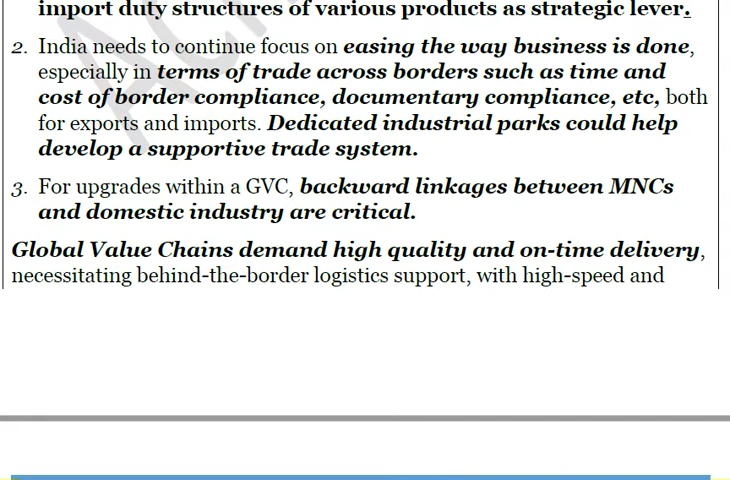 import duty structures of various products as strategic lever.
2. India needs to continue focus on easing the way business is done,
especially in terms of trade across borders such as time and
cost of border compliance, documentary compliance, etc, both
for exports and imports. Dedicated industrial parks could help
develop a supportive trade system.
3. For upgrades within a GVC, backward linkages between MNCs
and domestic industry are critical.
Global Value Chains demand high quality and on-time delivery,
necessitating behind-the-border logistics support, with high-speed and